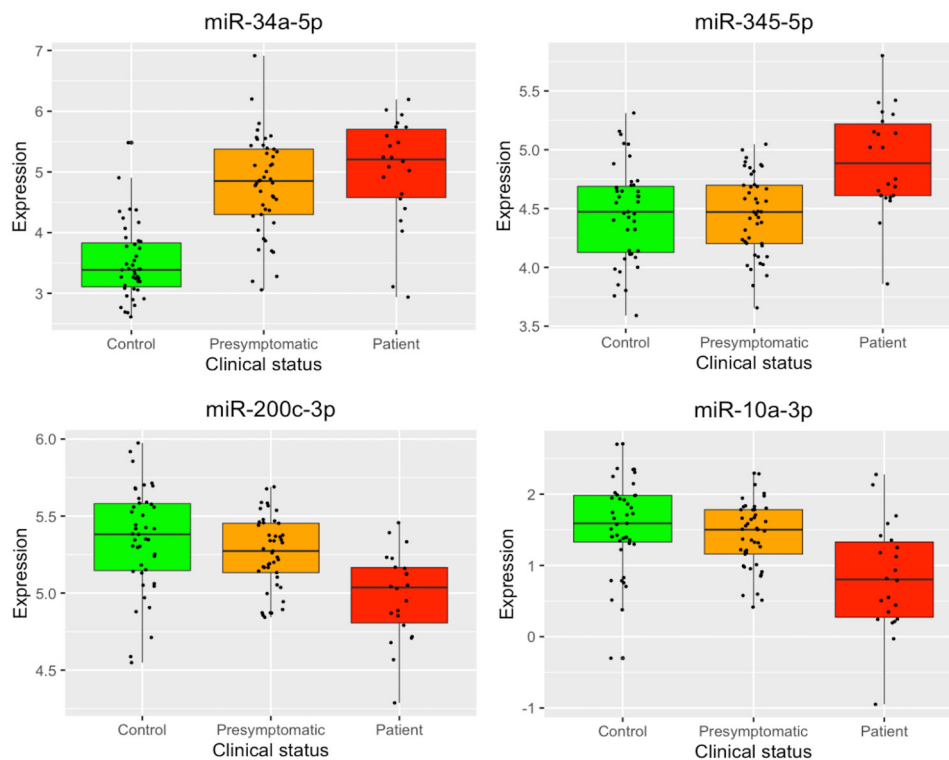 miR-34a-5p
7
6
5
4
3
Expression
Control
Presymptomatic
Patient
Clinical status
miR-345-5p
5.5
5.0
4.5
4.0
3.5
Expression
Control
Presymptomatic
Patient
Clinical status
miR-200c-3p
6.0
5.5
5.0
4.5
Expression
Control
Presymptomatic
Patient
Clinical status
miR-10a-3p
2
1
0
-1
Expression
Control
Presymptomatic
Patient
Clinical status